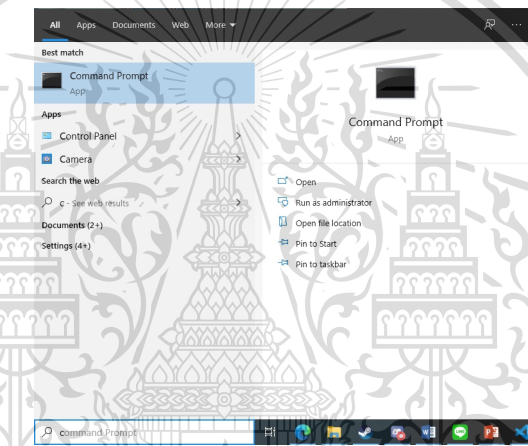 All Apps Documents Web More
Best match
Command Prompt
App
Apps
Control Panel
Camera
Search the web
c - See web results
Documents (2+)
Settings (4+)
Command Prompt
App
Open
Run as administrator
Open file location
Pin to Start
Pin to taskbar
command Prompt